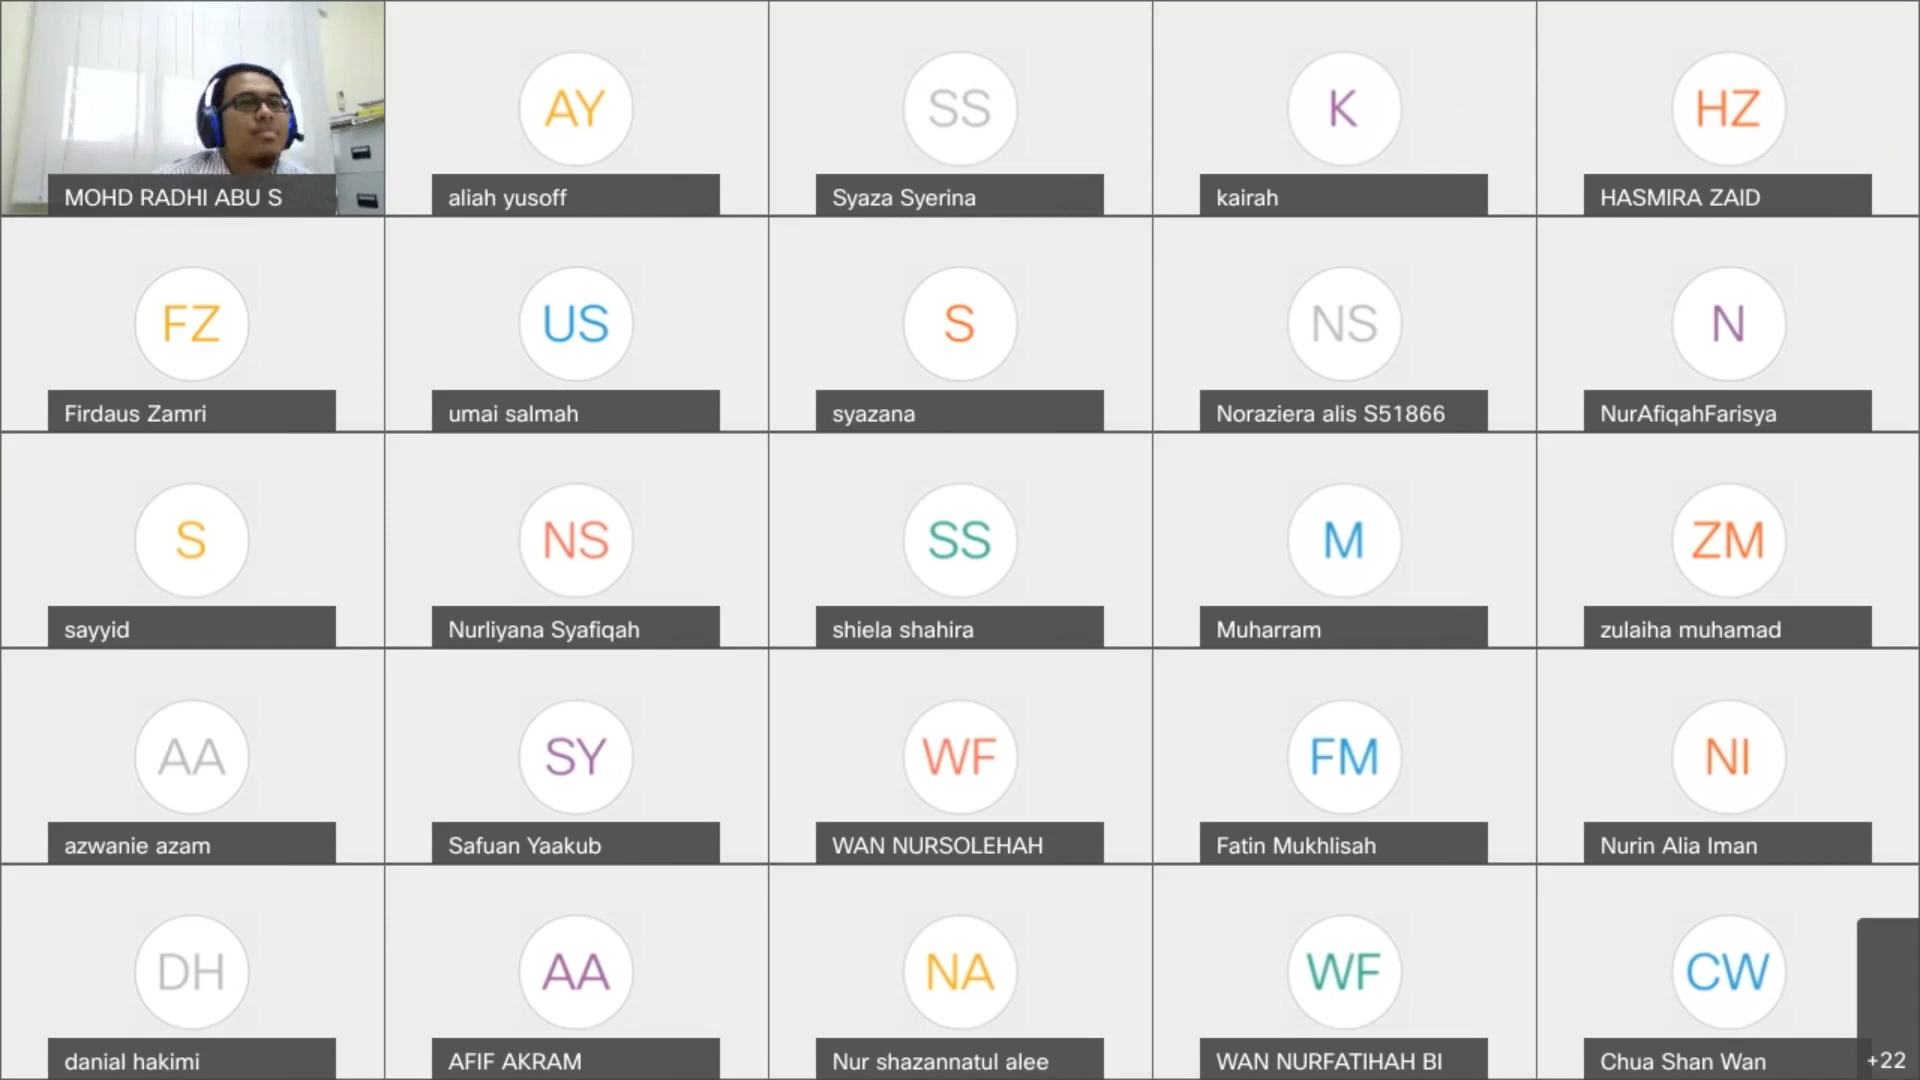 MOHD RADHI ABU S
AY
aliah yusoff
SS
Syaza Syerina
K
kairah
HZ
HASMIRA ZAID
FZ
Firdaus Zamri
US
umai salmah
S
syazana
NS
Noraziera alis S51866
N
NurAfiqahFarisya
S
sayyid
NS
Nurliyana Syafiqah
SS
shiela shahira
M
Muharram
ZM
zulaiha muhamad
AA
azwanie azam
SY
Safuan Yaakub
WF
WAN NURSOLEHAH
FM
Fatin Mukhlisah
NI
Nurin Alia Iman
DH
danial hakimi
AA
AFIF AKRAM
NA
Nur shazannatul alee
WF
WAN NURFATIHAH BI
CW
Chua Shan Wan
+22